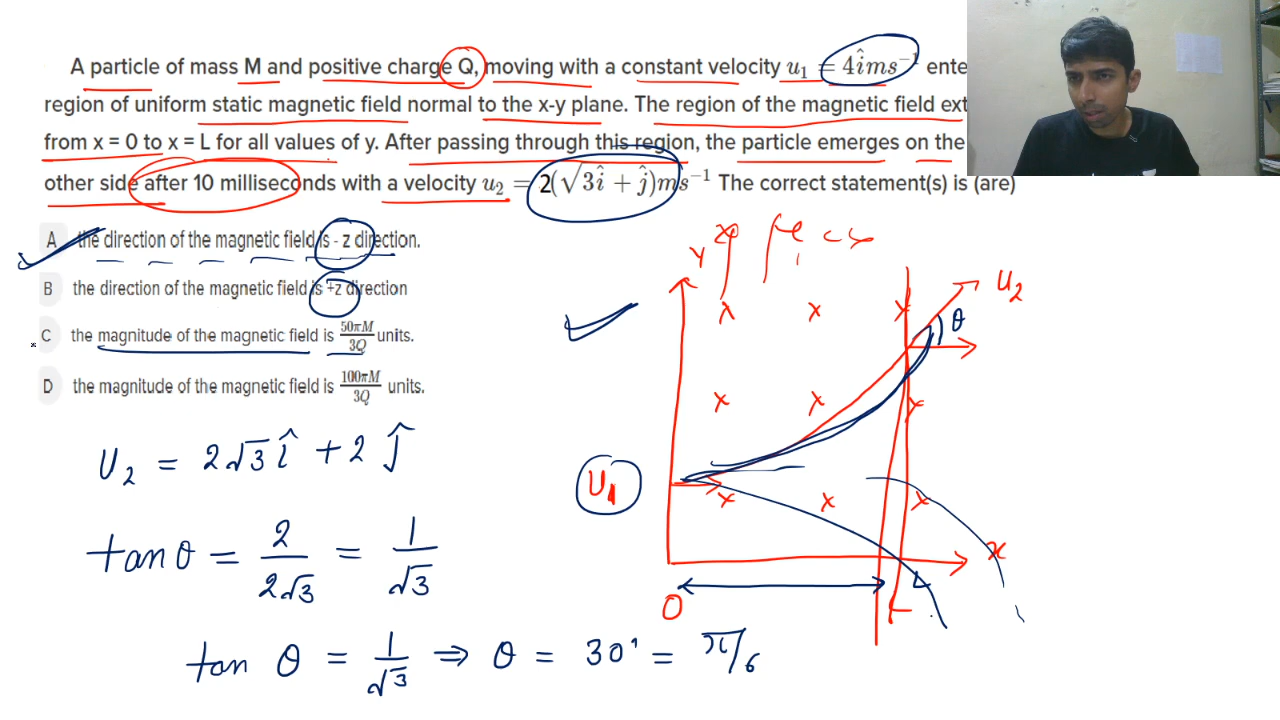 A particle of mass M and positive charge Q, moving with a constant velocity u₁ = 4îms⁻¹ ente
region of uniform static magnetic field normal to the x-y plane. The region of the magnetic field ext
from x = 0 to x = L for all values of y. After passing through this region, the particle emerges on the
other side after 10 milliseconds with a velocity u₂ = 2(√3î + ĵ)ms⁻¹ The correct statement(s) is (are)
A the direction of the magnetic field is - z direction.
B the direction of the magnetic field is +z direction
C the magnitude of the magnetic field is 50πM/3Q units.
D the magnitude of the magnetic field is 100πM/3Q units.
U₂ = 2√3 î + 2 ĵ
tan θ = 2/2√3 = 1/√3
tan θ = 1/√3 ⇒ θ = 30° = π/6
Y
x x
U₂
θ
x x x
U₁
x x x
x
O
L